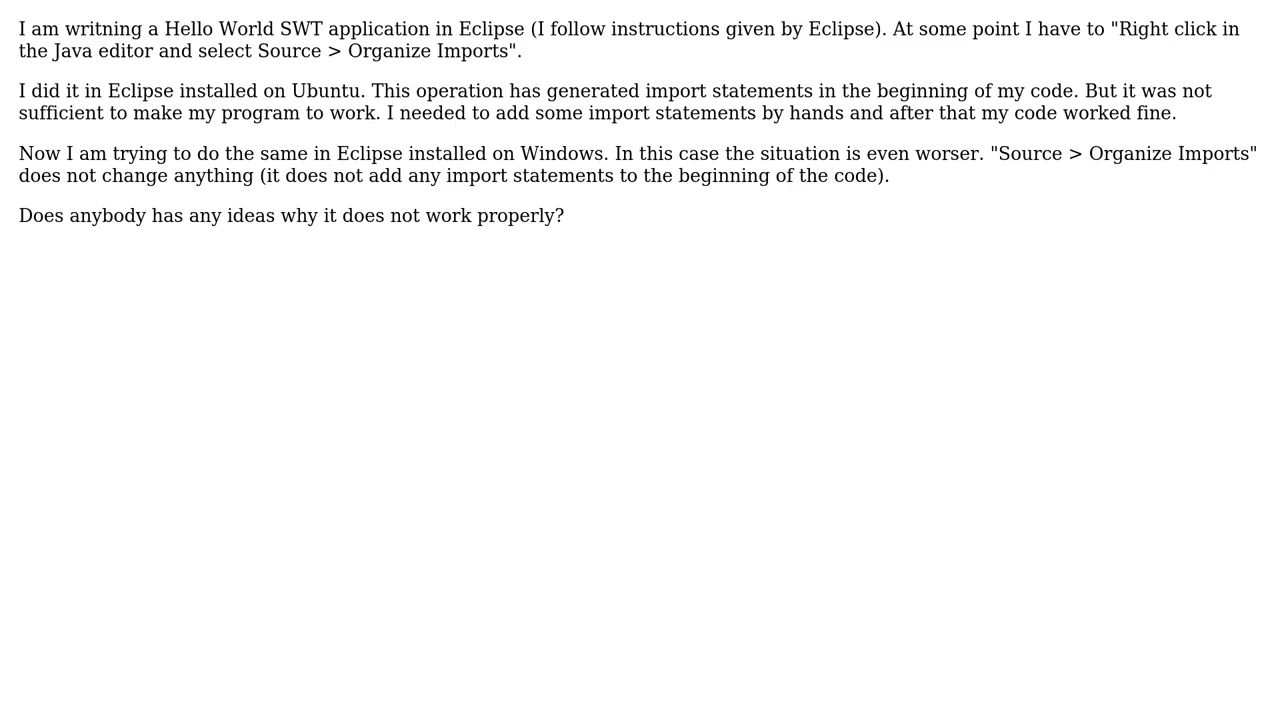 I am writning a Hello World SWT application in Eclipse (I follow instructions given by Eclipse). At some point I have to "Right click in
the Java editor and select Source > Organize Imports".
I did it in Eclipse installed on Ubuntu. This operation has generated import statements in the beginning of my code. But it was not
sufficient to make my program to work. I needed to add some import statements by hands and after that my code worked fine.
Now I am trying to do the same in Eclipse installed on Windows. In this case the situation is even worser. "Source > Organize Imports"
does not change anything (it does not add any import statements to the beginning of the code).
Does anybody has any ideas why it does not work properly?